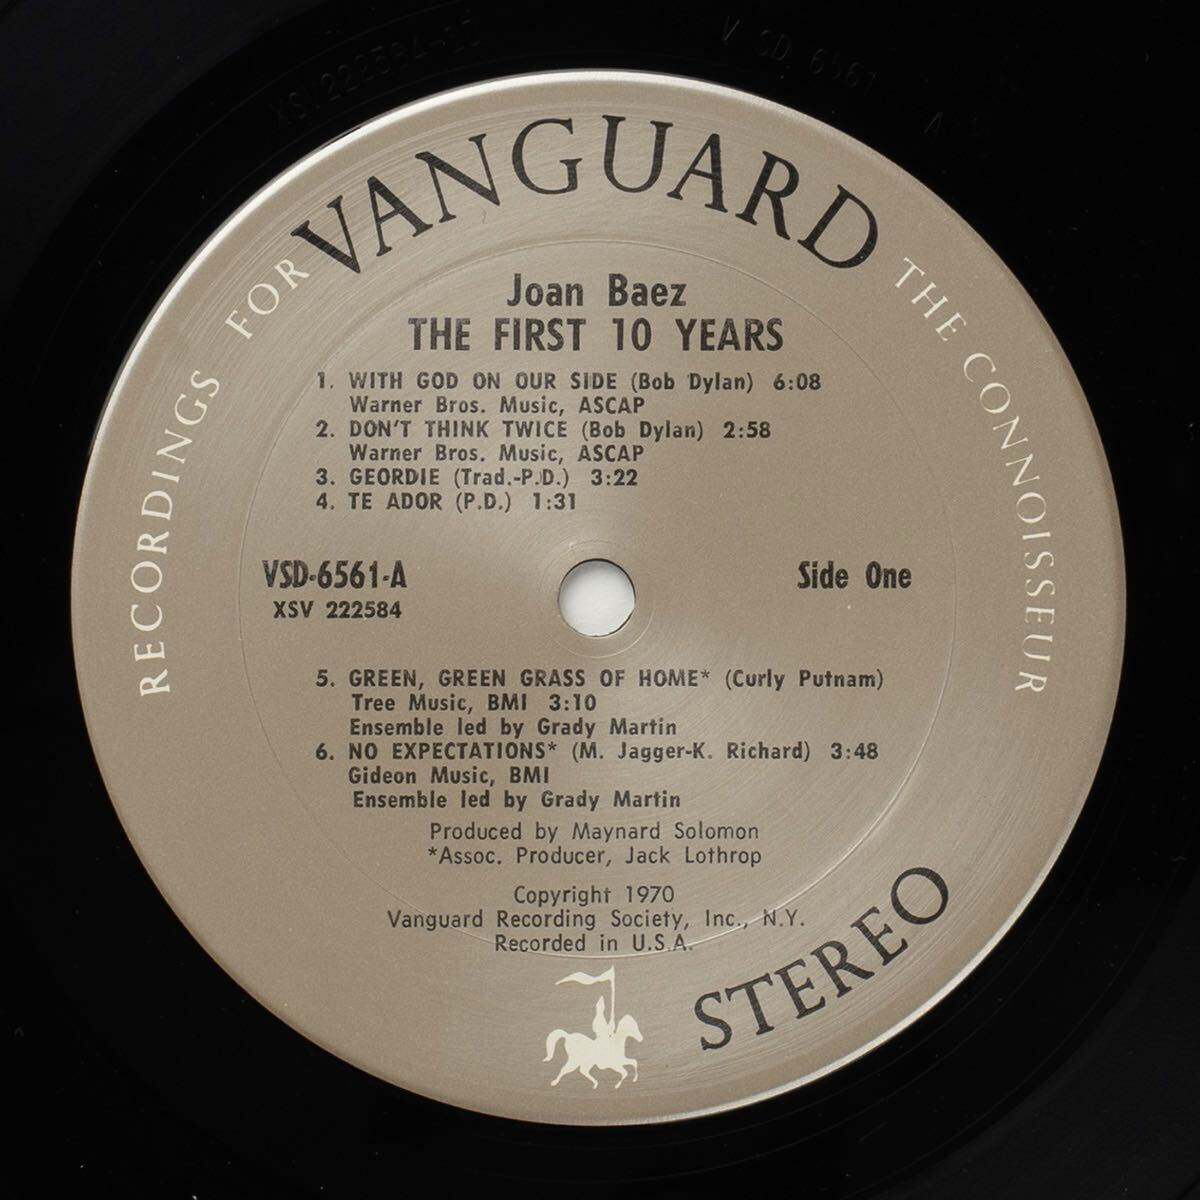 XSV222584-1D
V SD 6561 A
RECORDINGS FOR VANGUARD THE CONNOISSEUR
Joan Baez
THE FIRST 10 YEARS
1. WITH GOD ON OUR SIDE (Bob Dylan) 6:08
Warner Bros. Music, ASCAP
2. DON'T THINK TWICE (Bob Dylan) 2:58
Warner Bros. Music, ASCAP
3. GEORDIE (Trad.-P.D.) 3:22
4. TE ADOR (P.D.) 1:31
VSD-6561-A
XSV 222584
Side One
5. GREEN, GREEN GRASS OF HOME* (Curly Putnam)
Tree Music, BMI 3:10
Ensemble led by Grady Martin
6. NO EXPECTATIONS* (M. Jagger-K. Richard) 3:48
Gideon Music, BMI
Ensemble led by Grady Martin
Produced by Maynard Solomon
*Assoc. Producer, Jack Lothrop
Copyright 1970
Vanguard Recording Society, Inc., N.Y.
Recorded in U.S.A.
STEREO